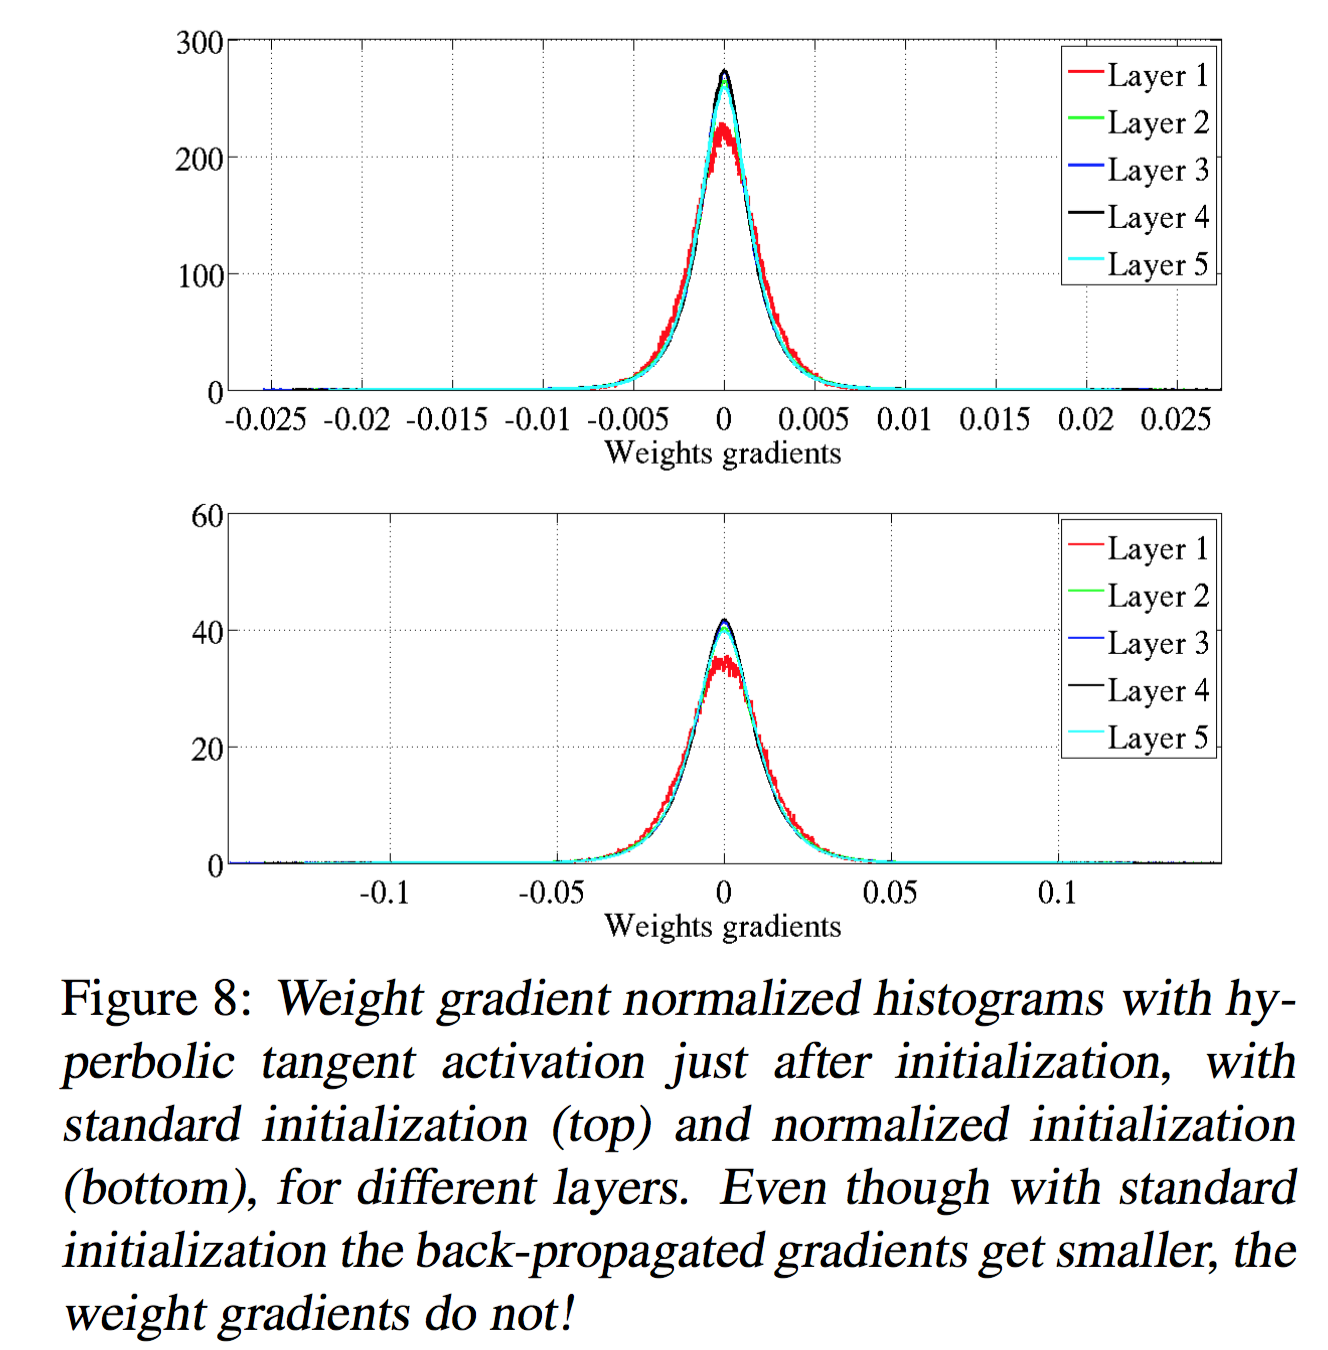 300
200
100
0
Layer 1
Layer 2
Layer 3
Layer 4
Layer 5
-0.025 -0.02 -0.015 -0.01 -0.005 0 0.005 0.01 0.015 0.02 0.025
Weights gradients
60
40
20
0
Layer 1
Layer 2
Layer 3
Layer 4
Layer 5
-0.1 -0.05 0 0.05 0.1
Weights gradients
Figure 8: Weight gradient normalized histograms with hy-
perbolic tangent activation just after initialization, with
standard initialization (top) and normalized initialization
(bottom), for different layers. Even though with standard
initialization the back-propagated gradients get smaller, the
weight gradients do not!